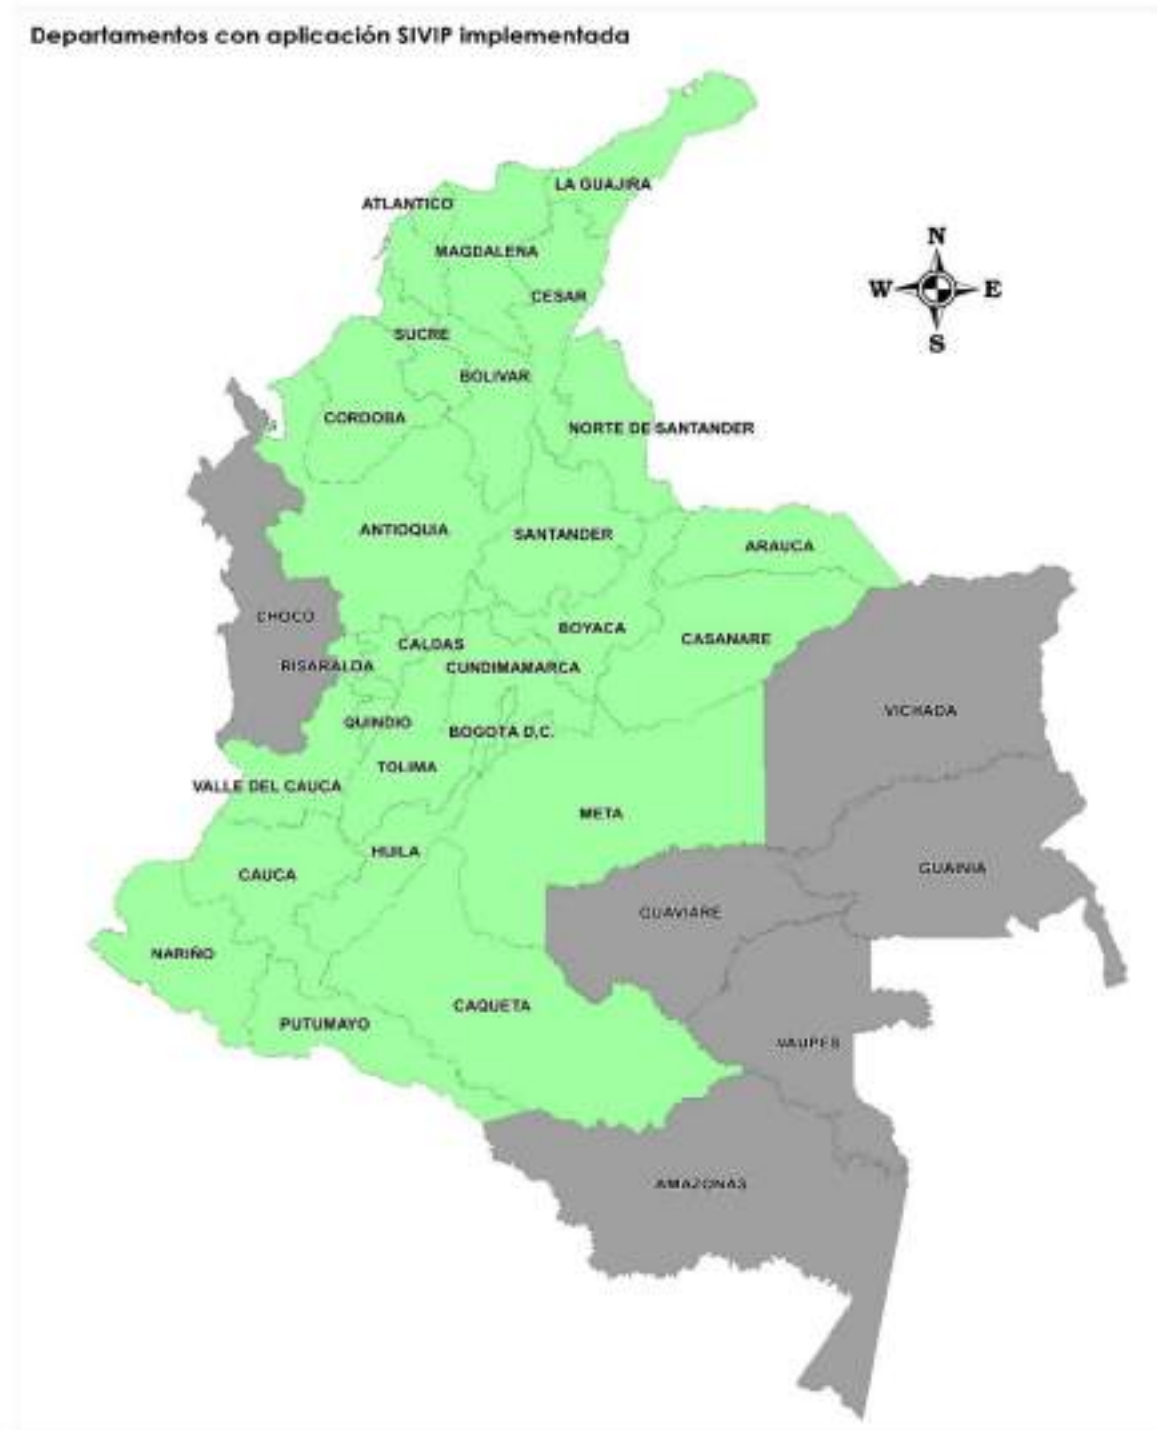 Departamentos con aplicación SIVIP implementada
LA GUAJIRA
ATLANTICO
N
MAGDALENA
W E
CESAR
SUCRE
S
BOLIVAR
CORDOBA
NORTE DE SANTANDER
ANTIOQUIA
SANTANDER
ARAUCA
CHOCO
BOYACA
CALDAS
CASANARE
RISARALDA
CUNDIMAMARCA
VICHADA
QUINDIO
BOGOTA D.C.
TOLIMA
VALLE DEL CAUCA
META
HUILA
GUAINIA
CAUCA
GUAVIARE
NARIÑO
CAQUETA
PUTUMAYO
VAUPES
AMAZONAS